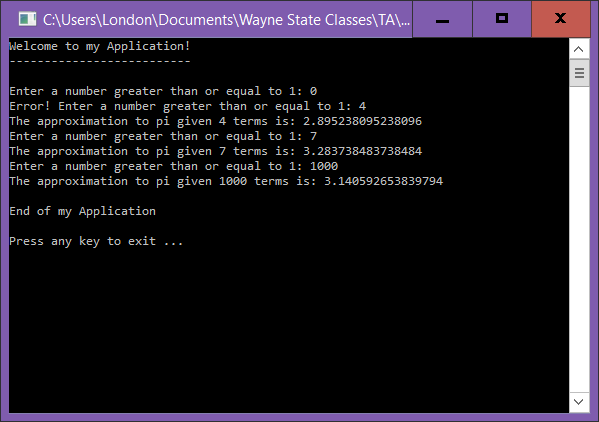 C:\Users\London\Documents\Wayne State Classes\TA\...
Welcome to my Application!
-------------------------
Enter a number greater than or equal to 1: 0
Error! Enter a number greater than or equal to 1: 4
The approximation to pi given 4 terms is: 2.895238095238096
Enter a number greater than or equal to 1: 7
The approximation to pi given 7 terms is: 3.283738483738484
Enter a number greater than or equal to 1: 1000
The approximation to pi given 1000 terms is: 3.140592653839794
End of my Application
Press any key to exit ...